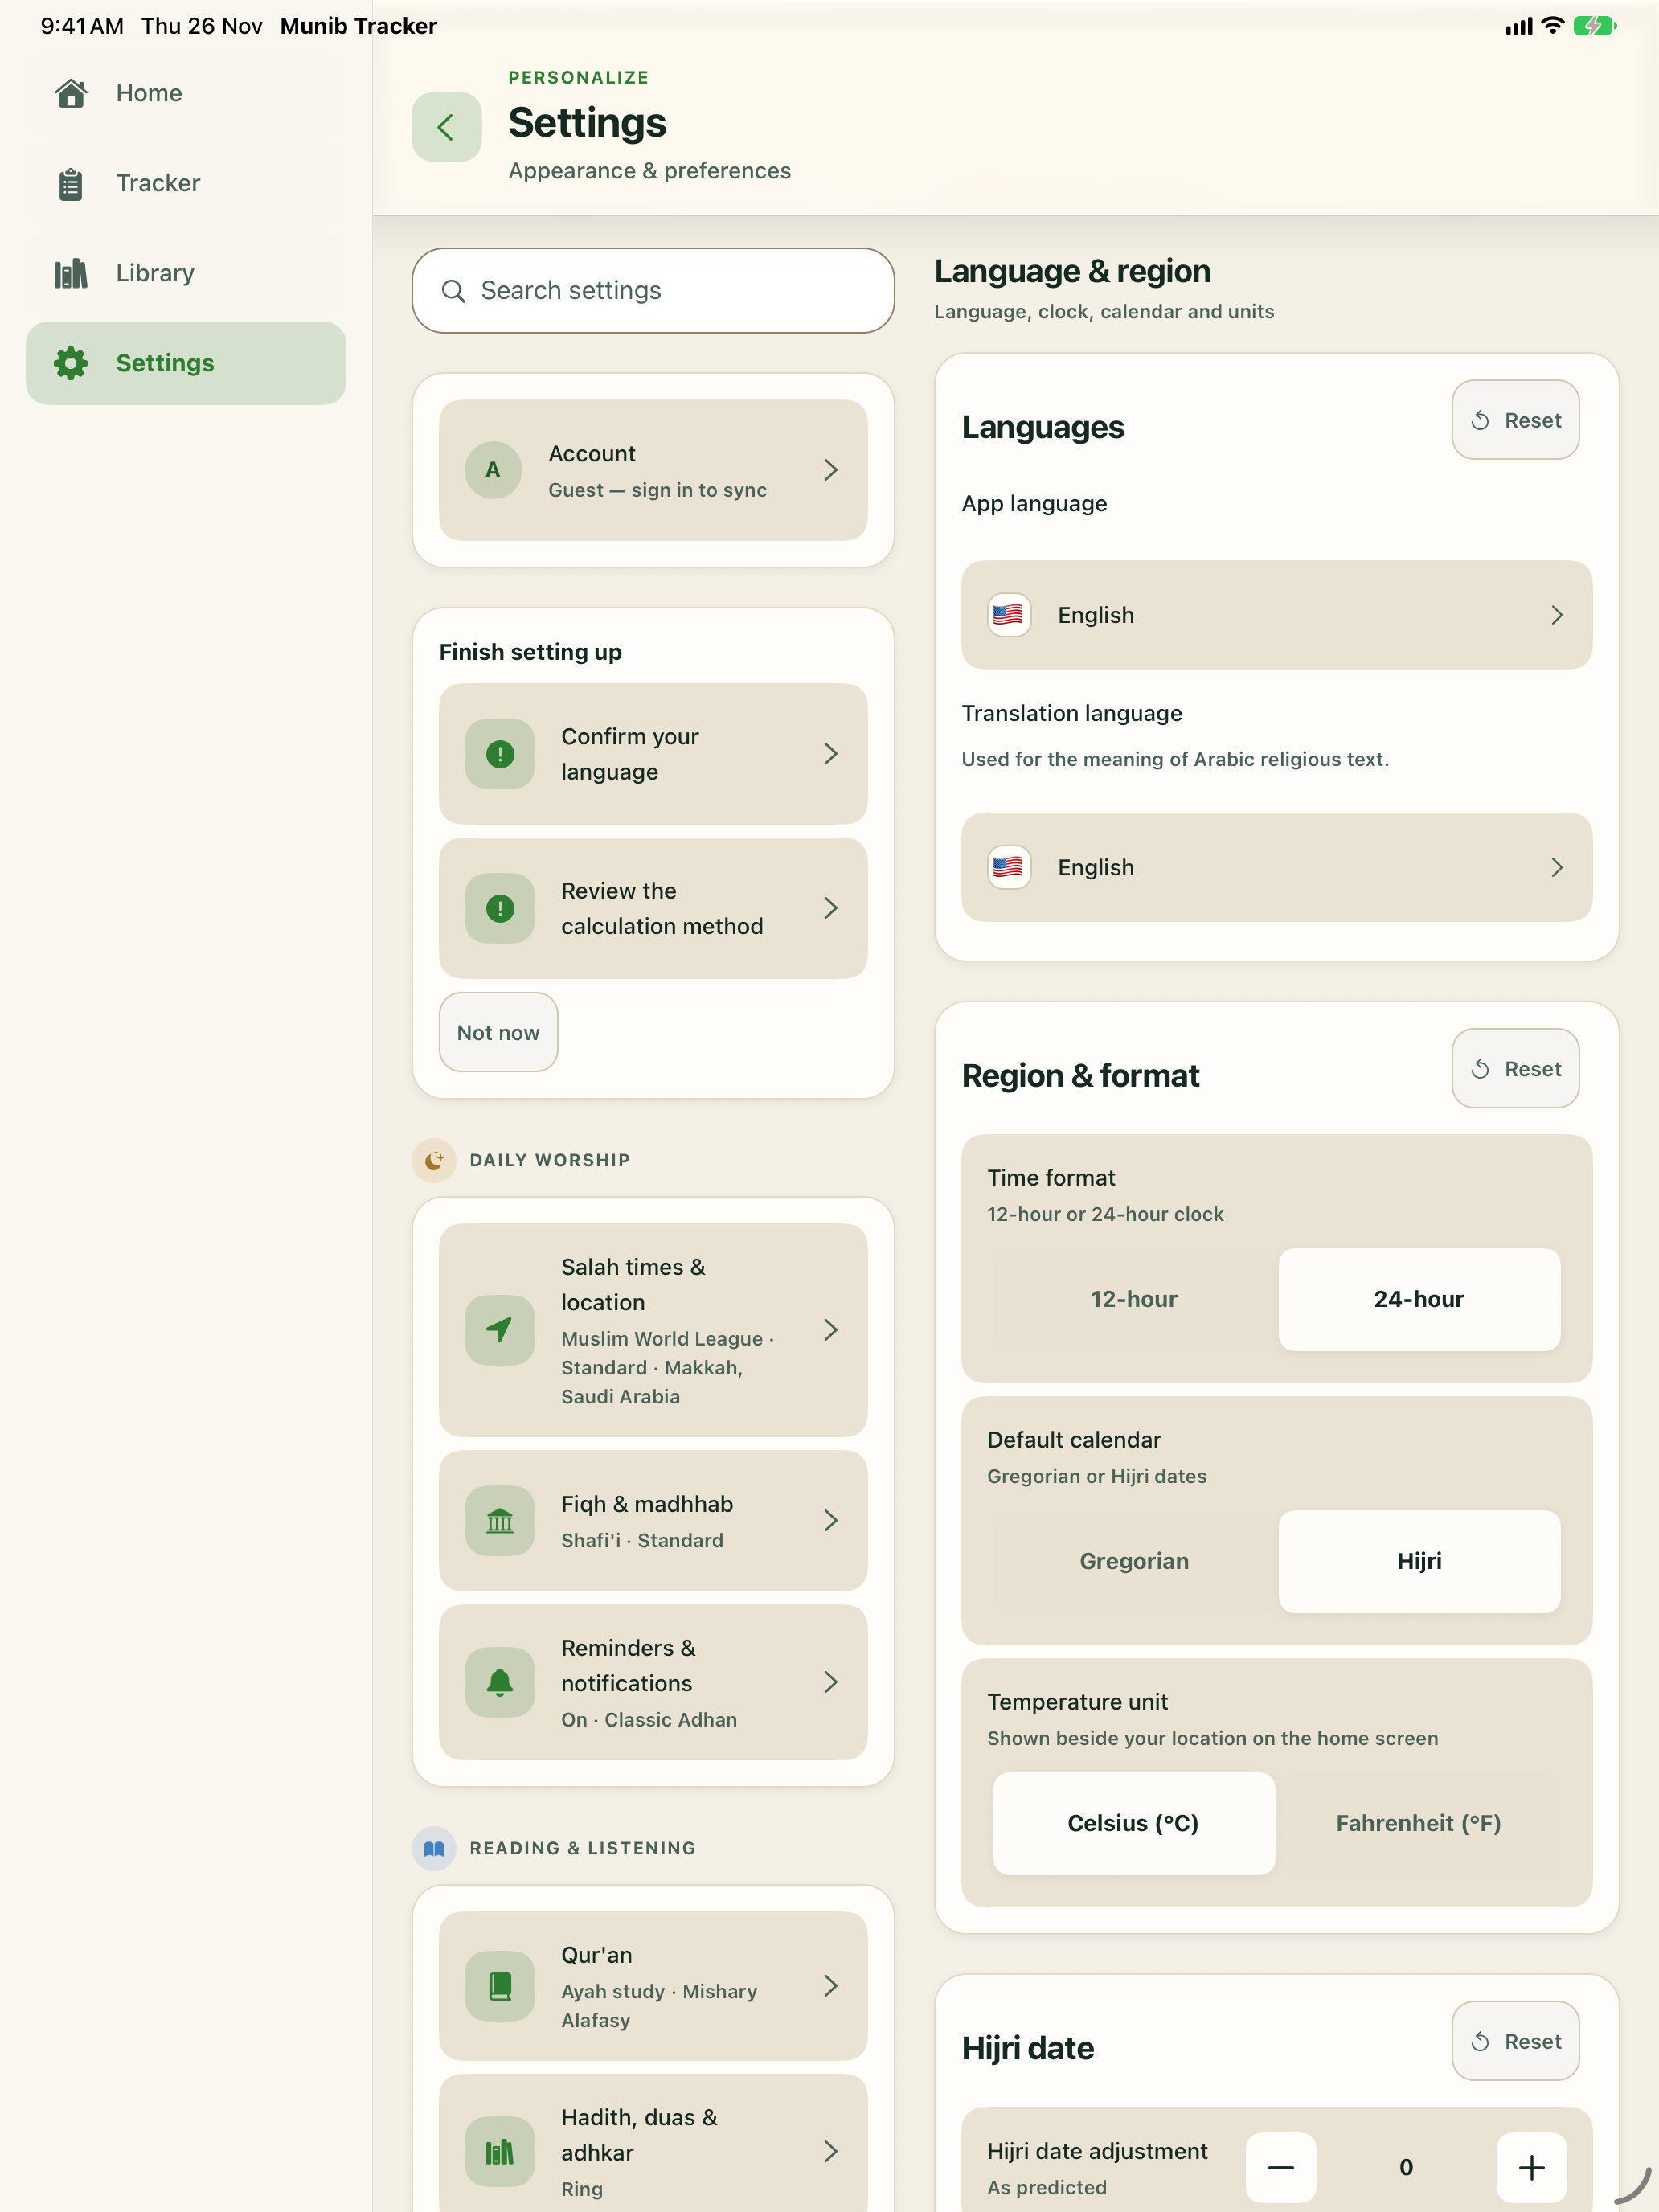 9:41 AM Thu 26 Nov Munib Tracker
Home
Tracker
Library
Settings
PERSONALIZE
Settings
Appearance & preferences
Search settings
A
Account
Guest — sign in to sync
Finish setting up
Confirm your
language
Review the
calculation method
Not now
DAILY WORSHIP
Salah times &
location
Muslim World League ·
Standard · Makkah,
Saudi Arabia
Fiqh & madhhab
Shafi'i · Standard
Reminders &
notifications
On · Classic Adhan
READING & LISTENING
Qur'an
Ayah study · Mishary
Alafasy
Hadith, duas &
adhkar
Ring
Language & region
Language, clock, calendar and units
Languages
Reset
App language
English
Translation language
Used for the meaning of Arabic religious text.
English
Region & format
Reset
Time format
12-hour or 24-hour clock
12-hour
24-hour
Default calendar
Gregorian or Hijri dates
Gregorian
Hijri
Temperature unit
Shown beside your location on the home screen
Celsius (°C)
Fahrenheit (°F)
Hijri date
Reset
Hijri date adjustment
As predicted
0